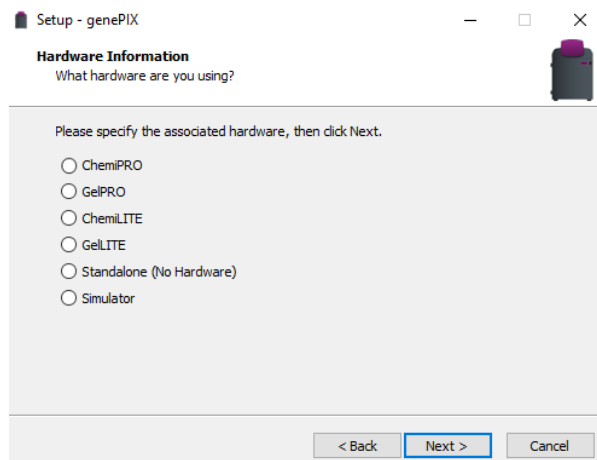 Setup - genePIX
Hardware Information
What hardware are you using?
Please specify the associated hardware, then click Next.
ChemiPRO
GelPRO
ChemiLITE
GelLITE
Standalone (No Hardware)
Simulator
< Back Next > Cancel